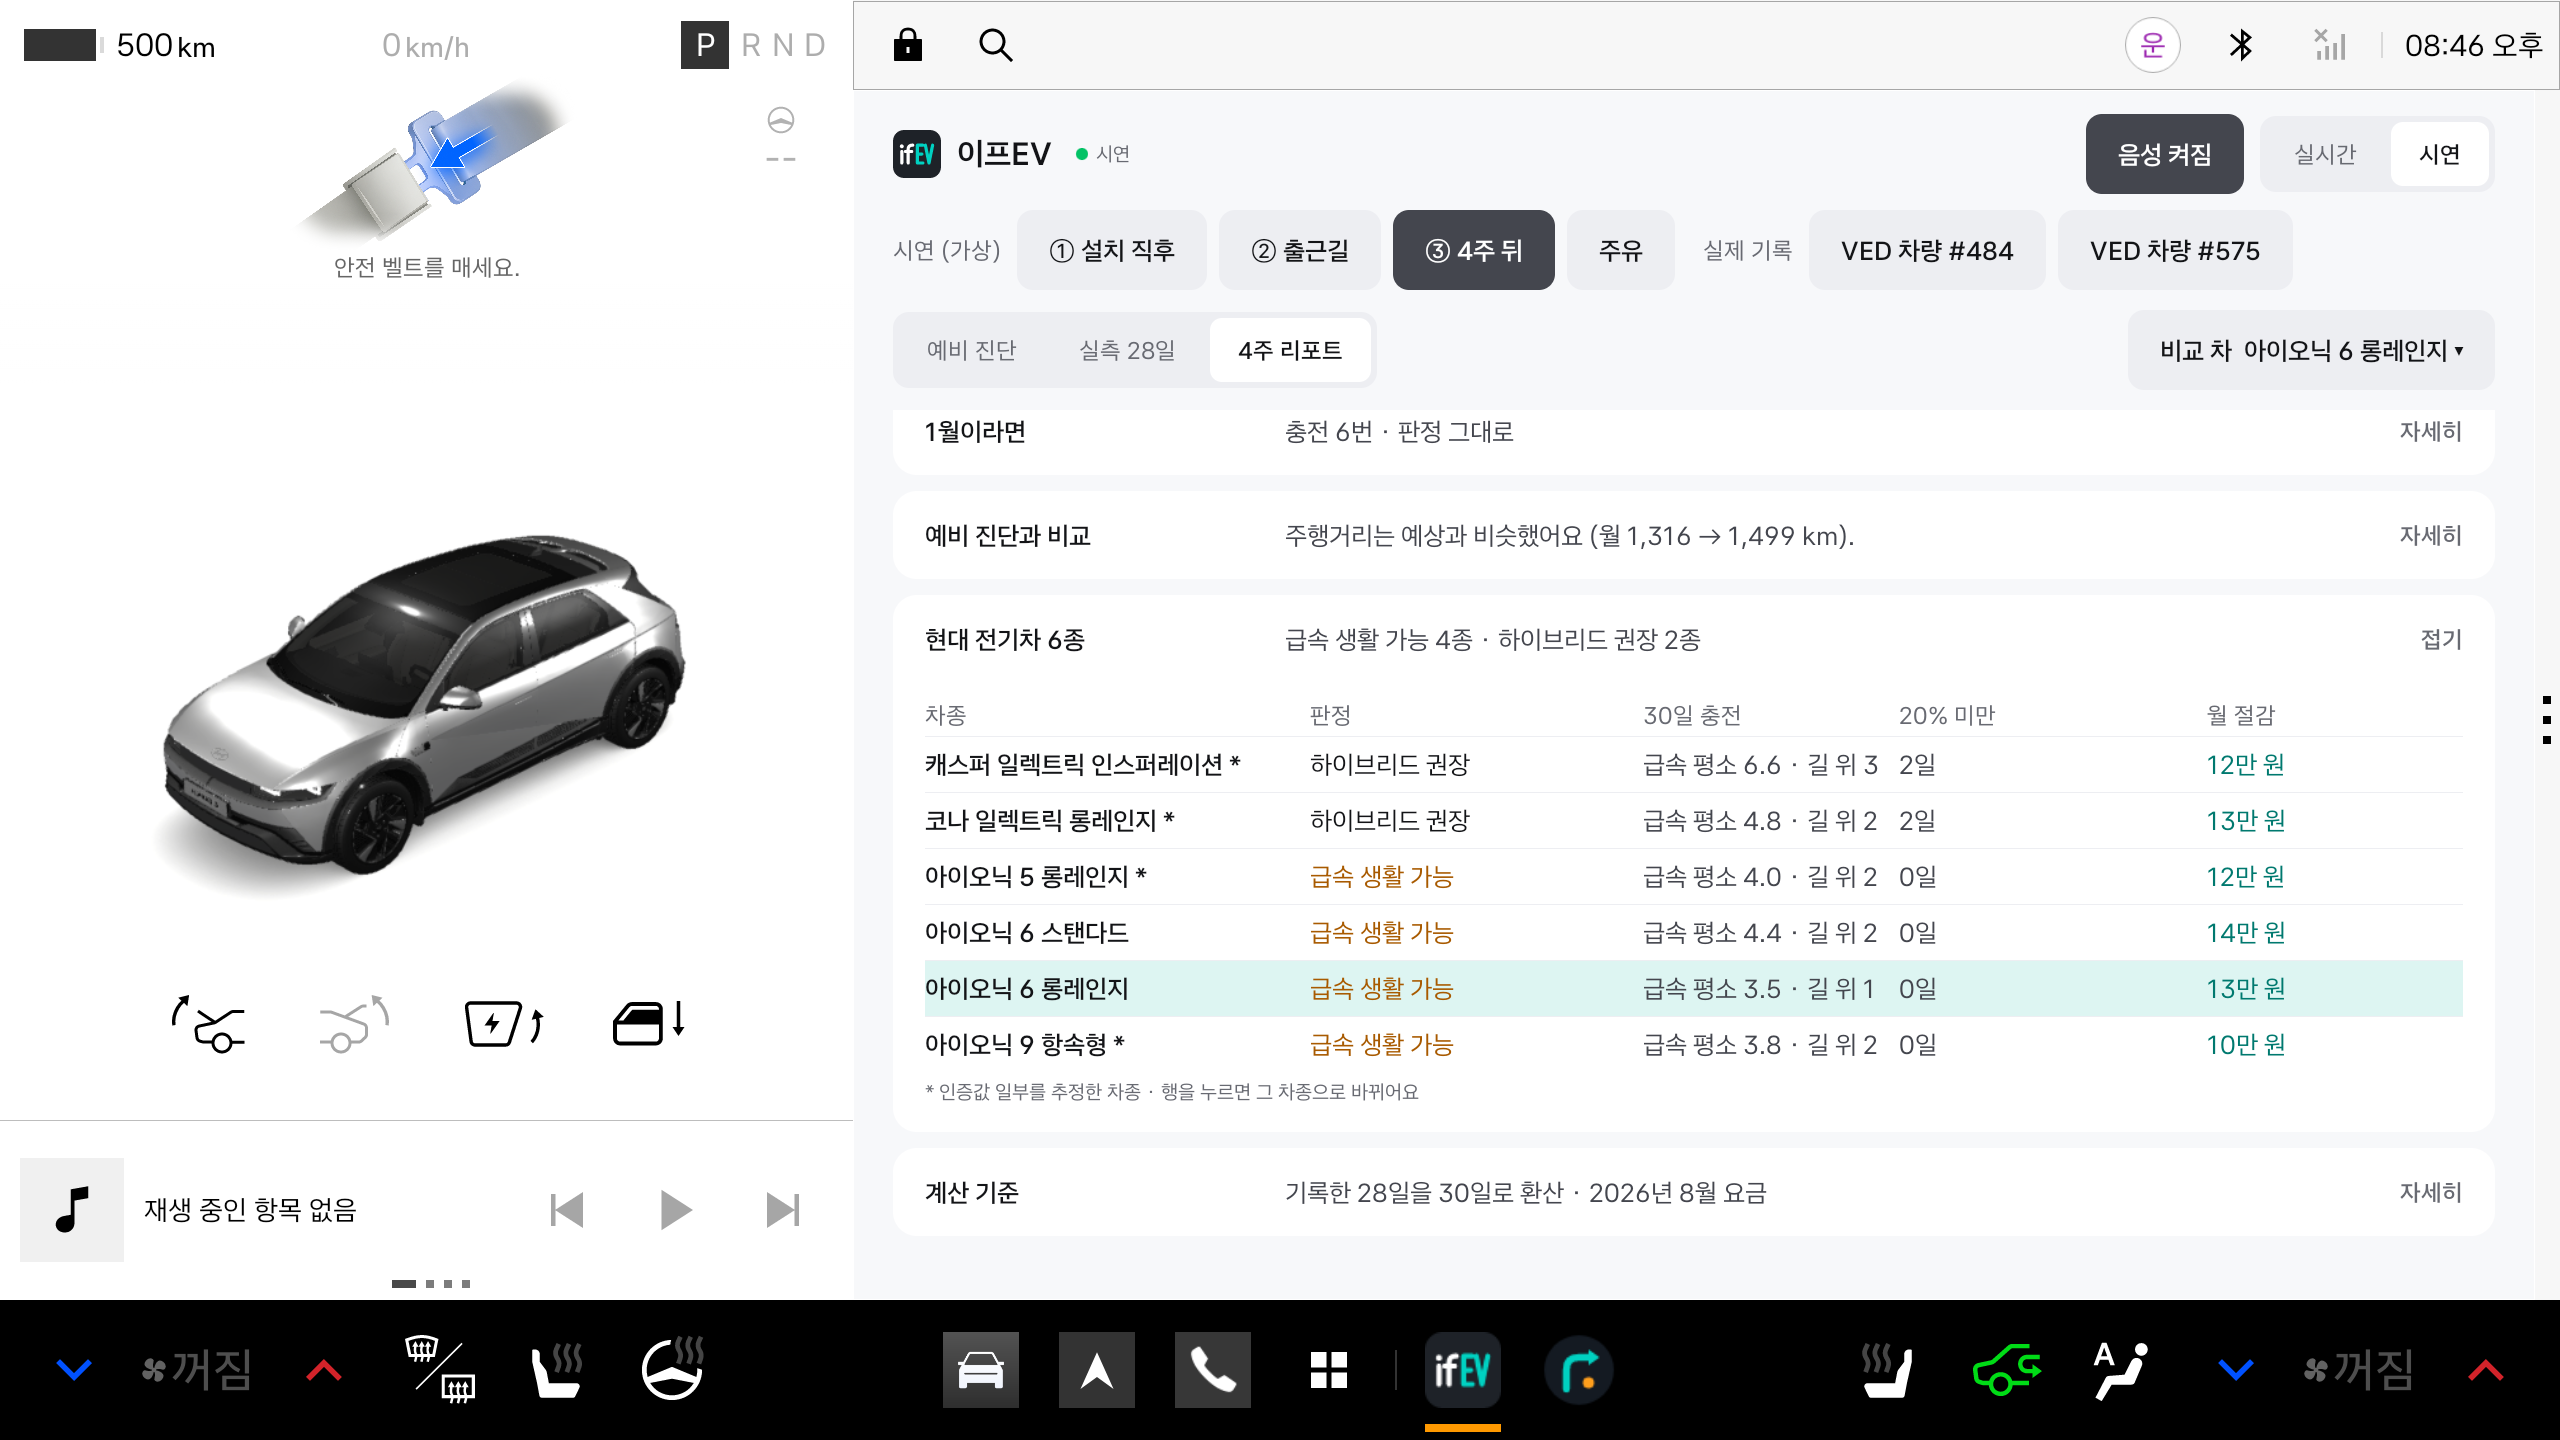 500 km
0 km/h
P R N D
안전 벨트를 매세요.
재생 중인 항목 없음
운
08:46 오후
ifEV 이프EV 시연
음성 켜짐
실시간 시연
시연 (가상) ① 설치 직후 ② 출근길 ③ 4주 뒤 주유 실제 기록 VED 차량 #484 VED 차량 #575
예비 진단 실측 28일 4주 리포트
비교 차 아이오닉 6 롱레인지 ▾
1월이라면 충전 6번 · 판정 그대로 자세히
예비 진단과 비교 주행거리는 예상과 비슷했어요 (월 1,316 → 1,499 km). 자세히
현대 전기차 6종 급속 생활 가능 4종 · 하이브리드 권장 2종 접기
차종 판정 30일 충전 20% 미만 월 절감
캐스퍼 일렉트릭 인스퍼레이션 * 하이브리드 권장 급속 평소 6.6 · 길 위 3 2일 12만 원
코나 일렉트릭 롱레인지 * 하이브리드 권장 급속 평소 4.8 · 길 위 2 2일 13만 원
아이오닉 5 롱레인지 * 급속 생활 가능 급속 평소 4.0 · 길 위 2 0일 12만 원
아이오닉 6 스탠다드 급속 생활 가능 급속 평소 4.4 · 길 위 2 0일 14만 원
아이오닉 6 롱레인지 급속 생활 가능 급속 평소 3.5 · 길 위 1 0일 13만 원
아이오닉 9 항속형 * 급속 생활 가능 급속 평소 3.8 · 길 위 2 0일 10만 원
* 인증값 일부를 추정한 차종 · 행을 누르면 그 차종으로 바뀌어요
계산 기준 기록한 28일을 30일로 환산 · 2026년 8월 요금 자세히
꺼짐
ifEV
A
꺼짐